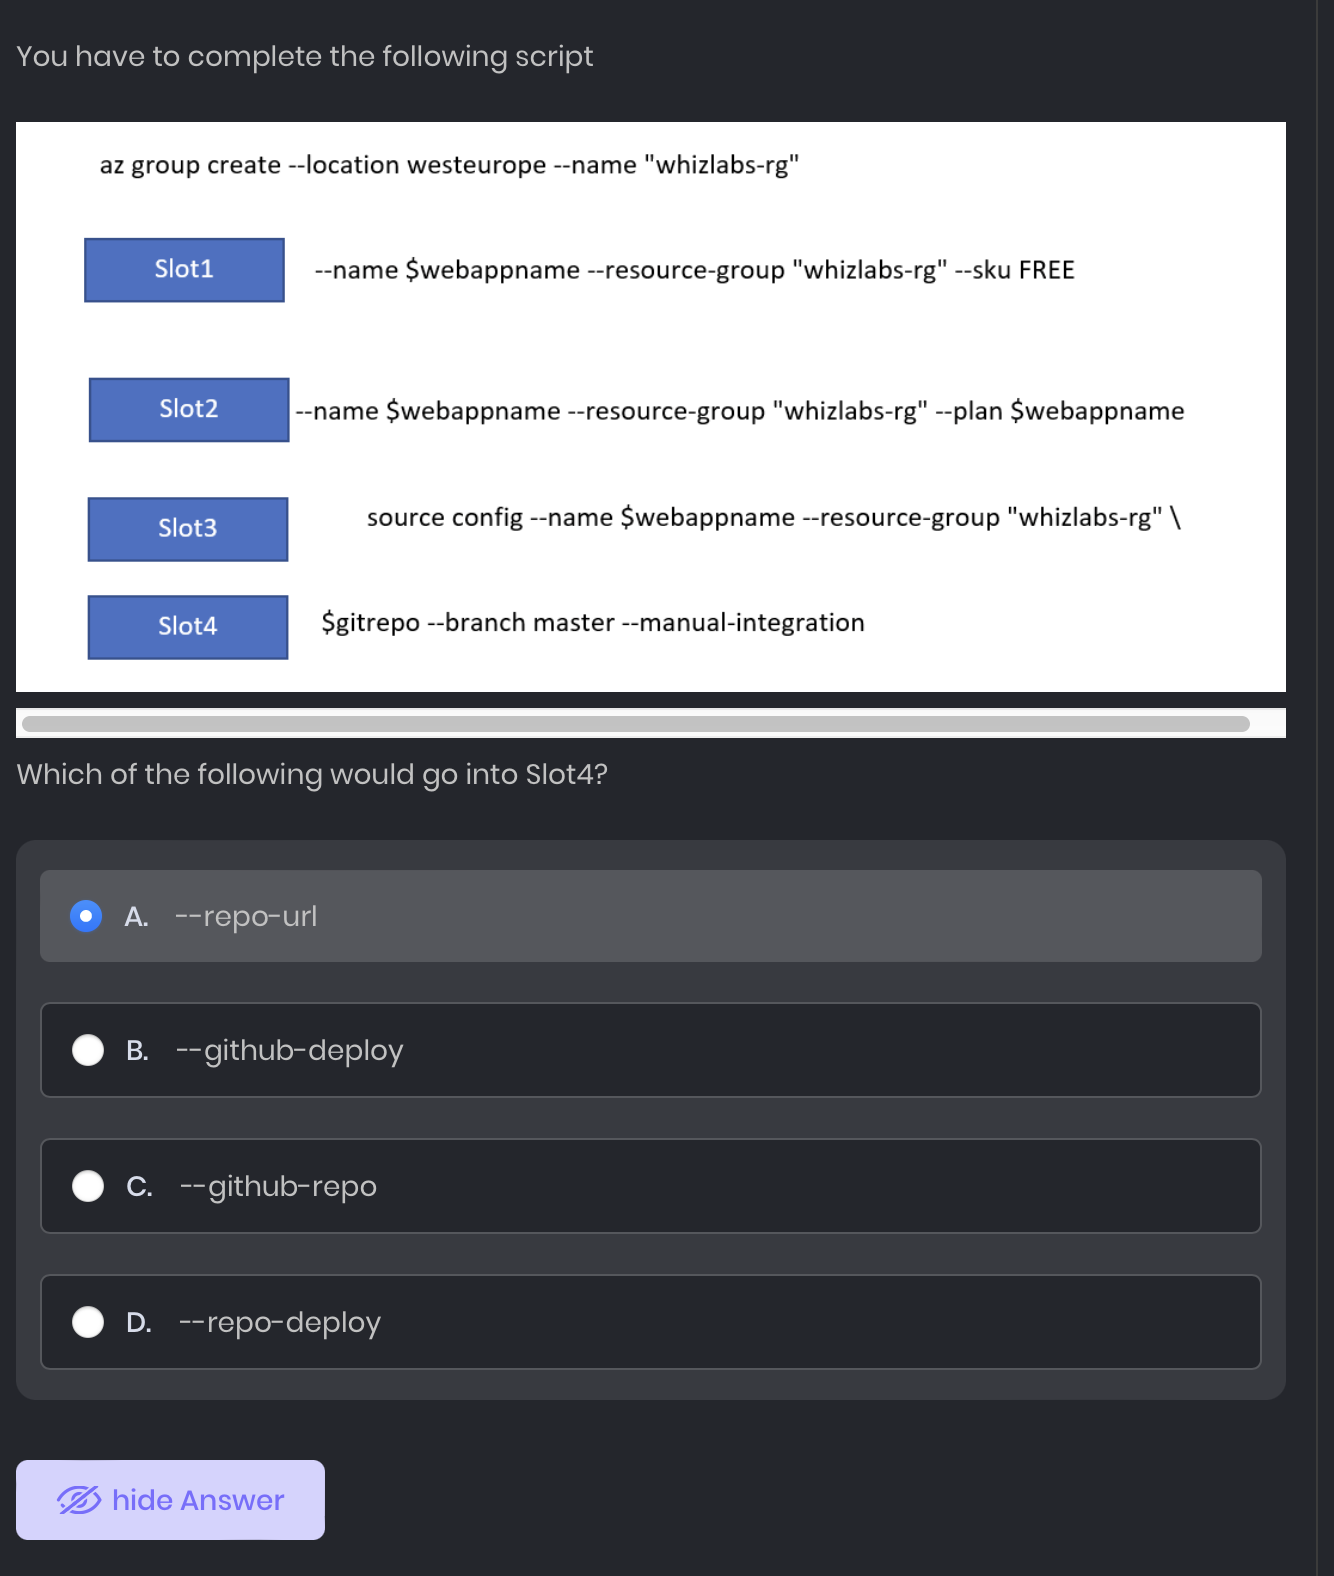 You have to complete the following script
az group create --location westeurope --name "whizlabs-rg"
Slot1 --name $webappname --resource-group "whizlabs-rg" --sku FREE
Slot2 --name $webappname --resource-group "whizlabs-rg" --plan $webappname
Slot3 source config --name $webappname --resource-group "whizlabs-rg" \
Slot4 $gitrepo --branch master --manual-integration
Which of the following would go into Slot4?
A. --repo-url
B. --github-deploy
C. --github-repo
D. --repo-deploy
hide Answer